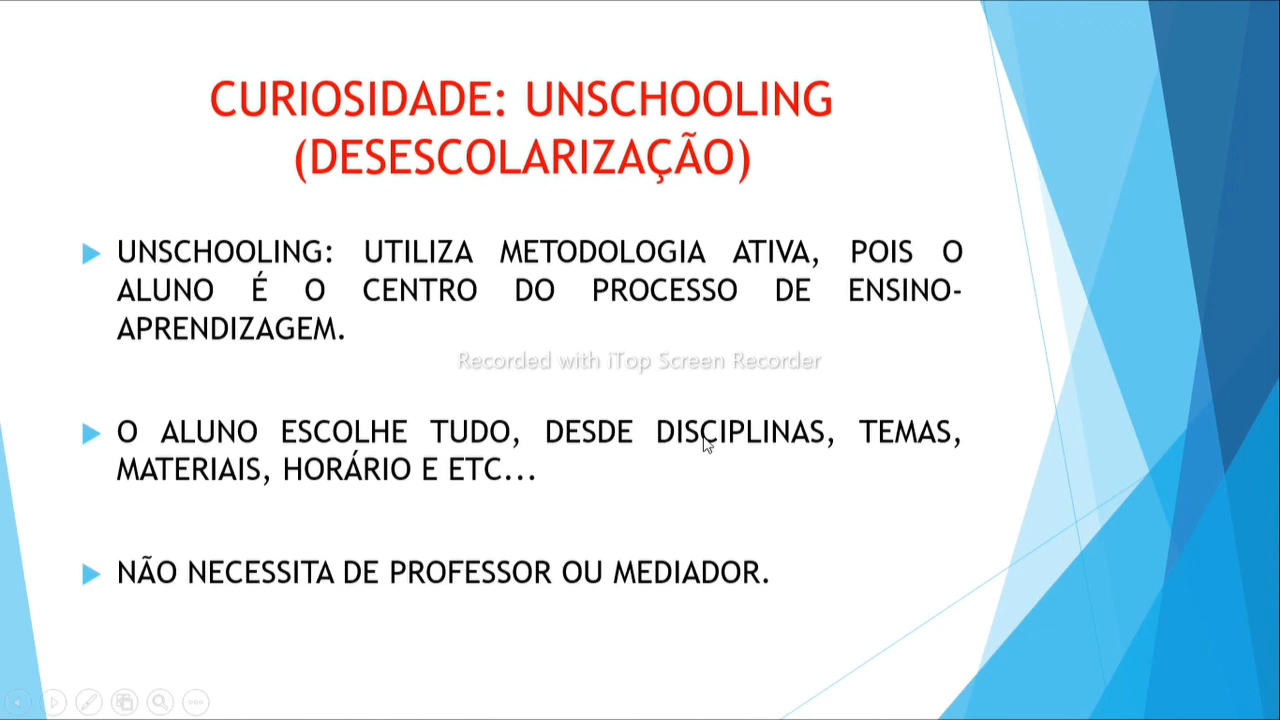 CURIOSIDADE: UNSCHOOLING
(DESESCOLARIZAÇÃO)
UNSCHOOLING: UTILIZA METODOLOGIA ATIVA, POIS O
ALUNO É O CENTRO DO PROCESSO DE ENSINO-
APRENDIZAGEM.
Recorded with iTop Screen Recorder
O ALUNO ESCOLHE TUDO, DESDE DISCIPLINAS, TEMAS,
MATERIAIS, HORÁRIO E ETC...
NÃO NECESSITA DE PROFESSOR OU MEDIADOR.